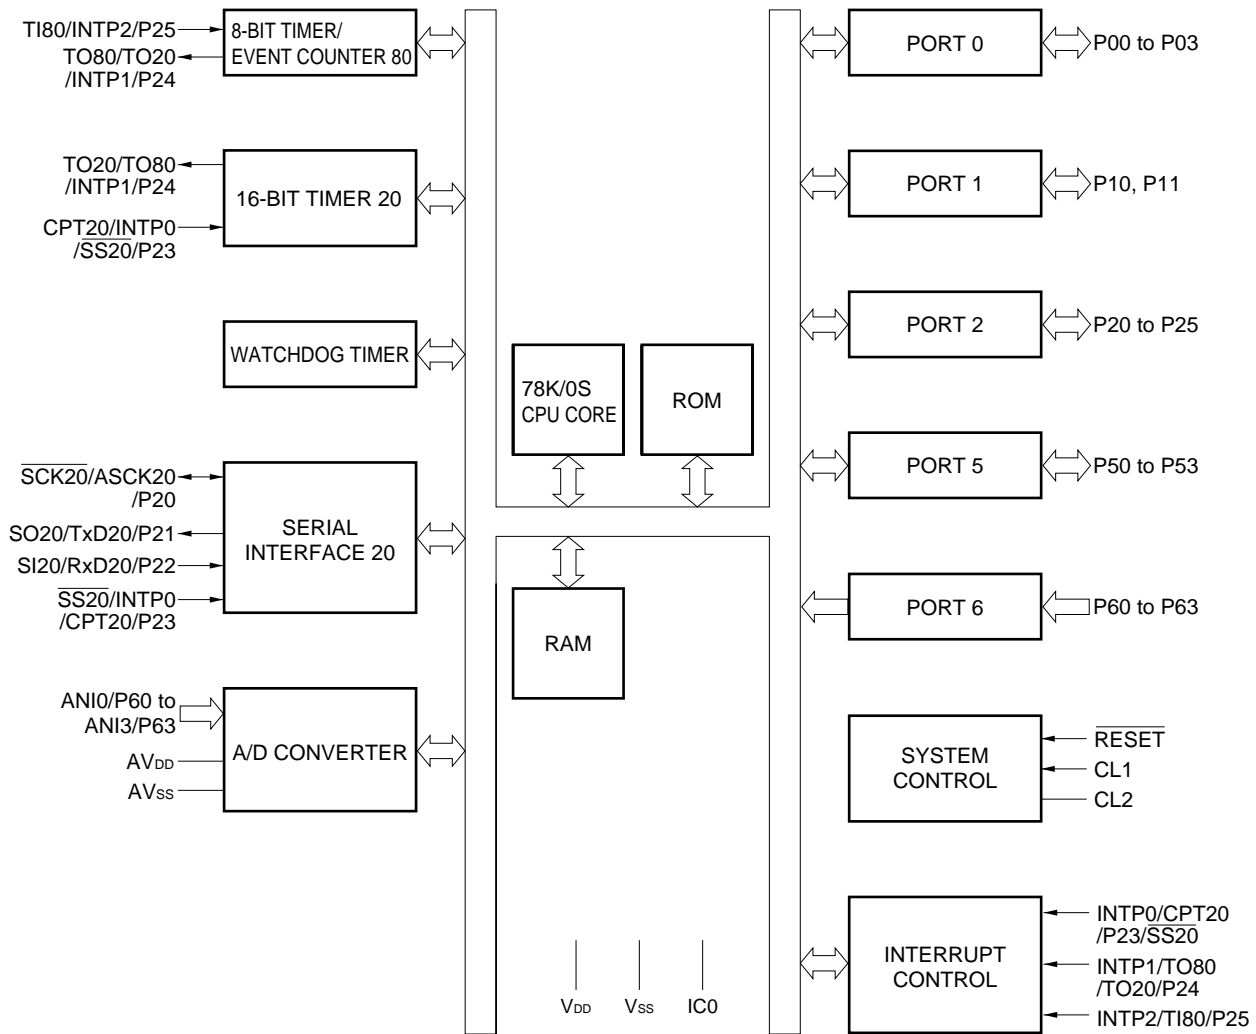 TI80/INTP2/P25
TO80/TO20
/INTP1/P24
8-BIT TIMER/
EVENT COUNTER 80
TO20/TO80
/INTP1/P24
CPT20/INTP0
/SS20/P23
16-BIT TIMER 20
WATCHDOG TIMER
SCK20/ASCK20
/P20
SO20/TxD20/P21
SI20/RxD20/P22
SS20/INTP0
/CPT20/P23
SERIAL
INTERFACE 20
ANI0/P60 to
ANI3/P63
AVDD
AVSS
A/D CONVERTER
78K/0S
CPU CORE
ROM
RAM
VDD
VSS
IC0
PORT 0
P00 to P03
PORT 1
P10, P11
PORT 2
P20 to P25
PORT 5
P50 to P53
PORT 6
P60 to P63
SYSTEM
CONTROL
RESET
CL1
CL2
INTERRUPT
CONTROL
INTP0/CPT20
/P23/SS20
INTP1/TO80
/TO20/P24
INTP2/TI80/P25